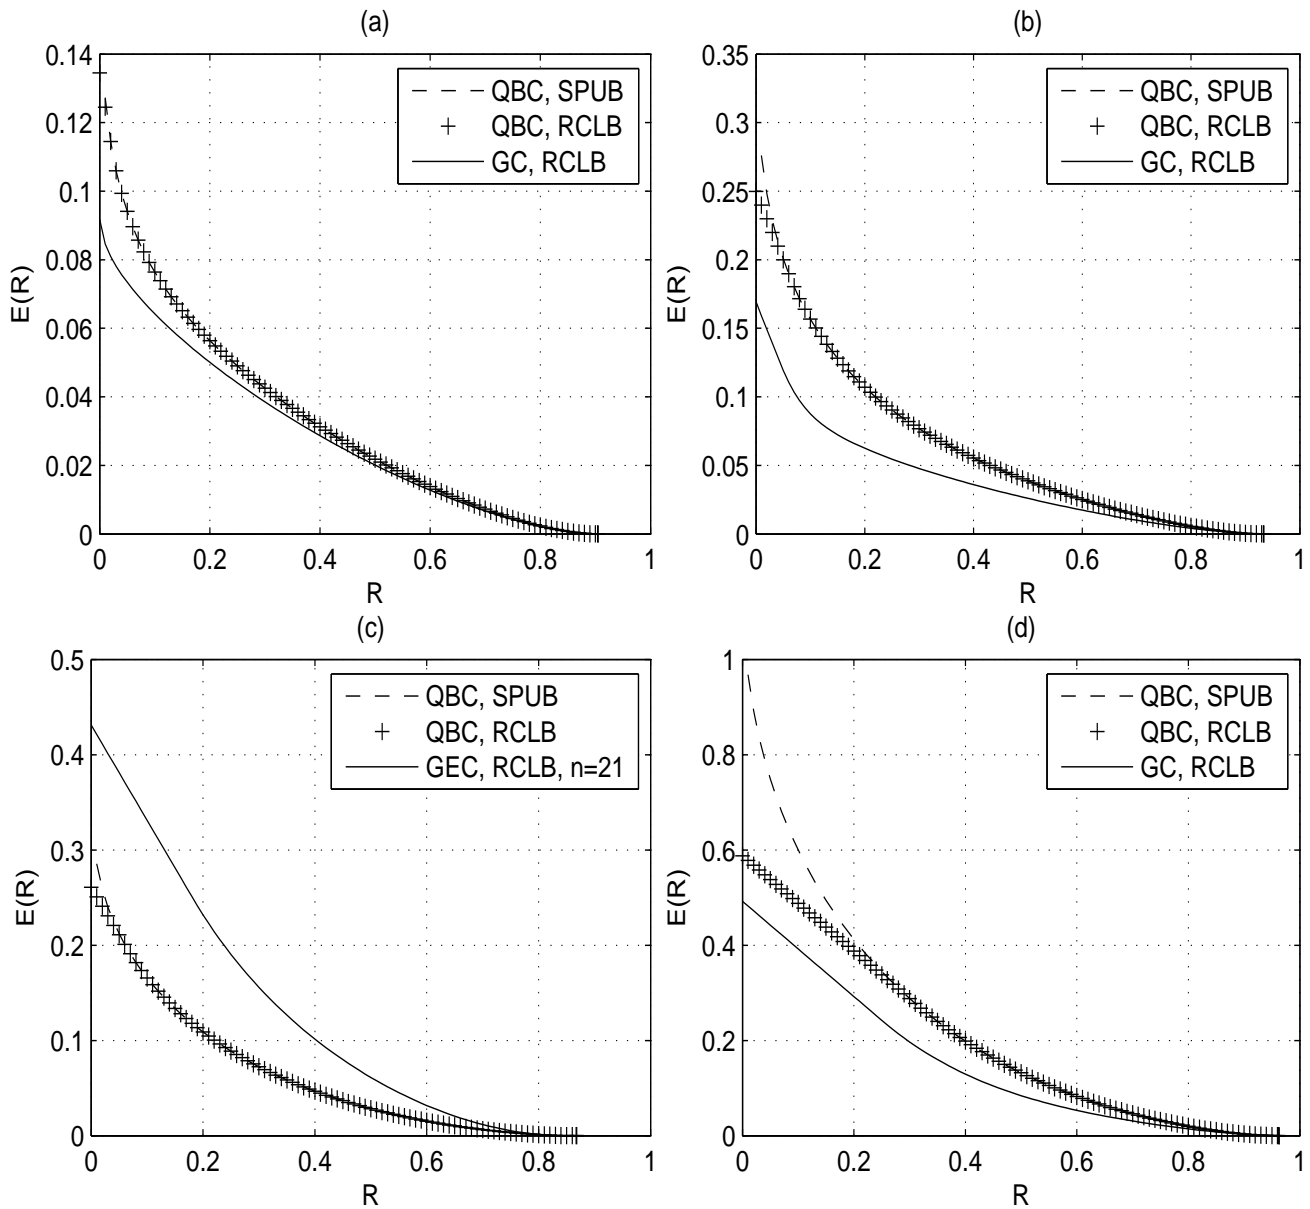 (a)
0.14
0.12
0.1
0.08
0.06
0.04
0.02
0
E(R)
QBC, SPUB
QBC, RCLB
GC, RCLB
0 0.2 0.4 0.6 0.8 1
R
(b)
0.35
0.3
0.25
0.2
0.15
0.1
0.05
0
E(R)
QBC, SPUB
QBC, RCLB
GC, RCLB
0 0.2 0.4 0.6 0.8 1
R
(c)
0.5
0.4
0.3
0.2
0.1
0
E(R)
QBC, SPUB
QBC, RCLB
GEC, RCLB, n=21
0 0.2 0.4 0.6 0.8 1
R
(d)
1
0.8
0.6
0.4
0.2
0
E(R)
QBC, SPUB
QBC, RCLB
GC, RCLB
0 0.2 0.4 0.6 0.8 1
R